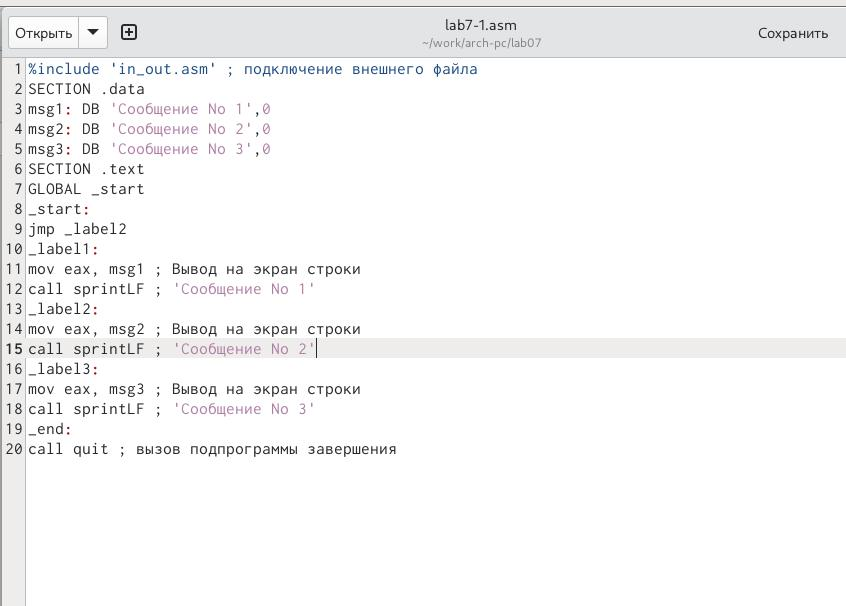 Открыть
lab7-1.asm
~/work/arch-pc/lab07
Сохранить
1 %include 'in_out.asm' ; подключение внешнего файла
2 SECTION .data
3 msg1: DB 'Сообщение No 1',0
4 msg2: DB 'Сообщение No 2',0
5 msg3: DB 'Сообщение No 3',0
6 SECTION .text
7 GLOBAL _start
8 _start:
9 jmp _label2
10 _label1:
11 mov eax, msg1 ; Вывод на экран строки
12 call sprintLF ; 'Сообщение No 1'
13 _label2:
14 mov eax, msg2 ; Вывод на экран строки
15 call sprintLF ; 'Сообщение No 2'
16 _label3:
17 mov eax, msg3 ; Вывод на экран строки
18 call sprintLF ; 'Сообщение No 3'
19 _end:
20 call quit ; вызов подпрограммы завершения